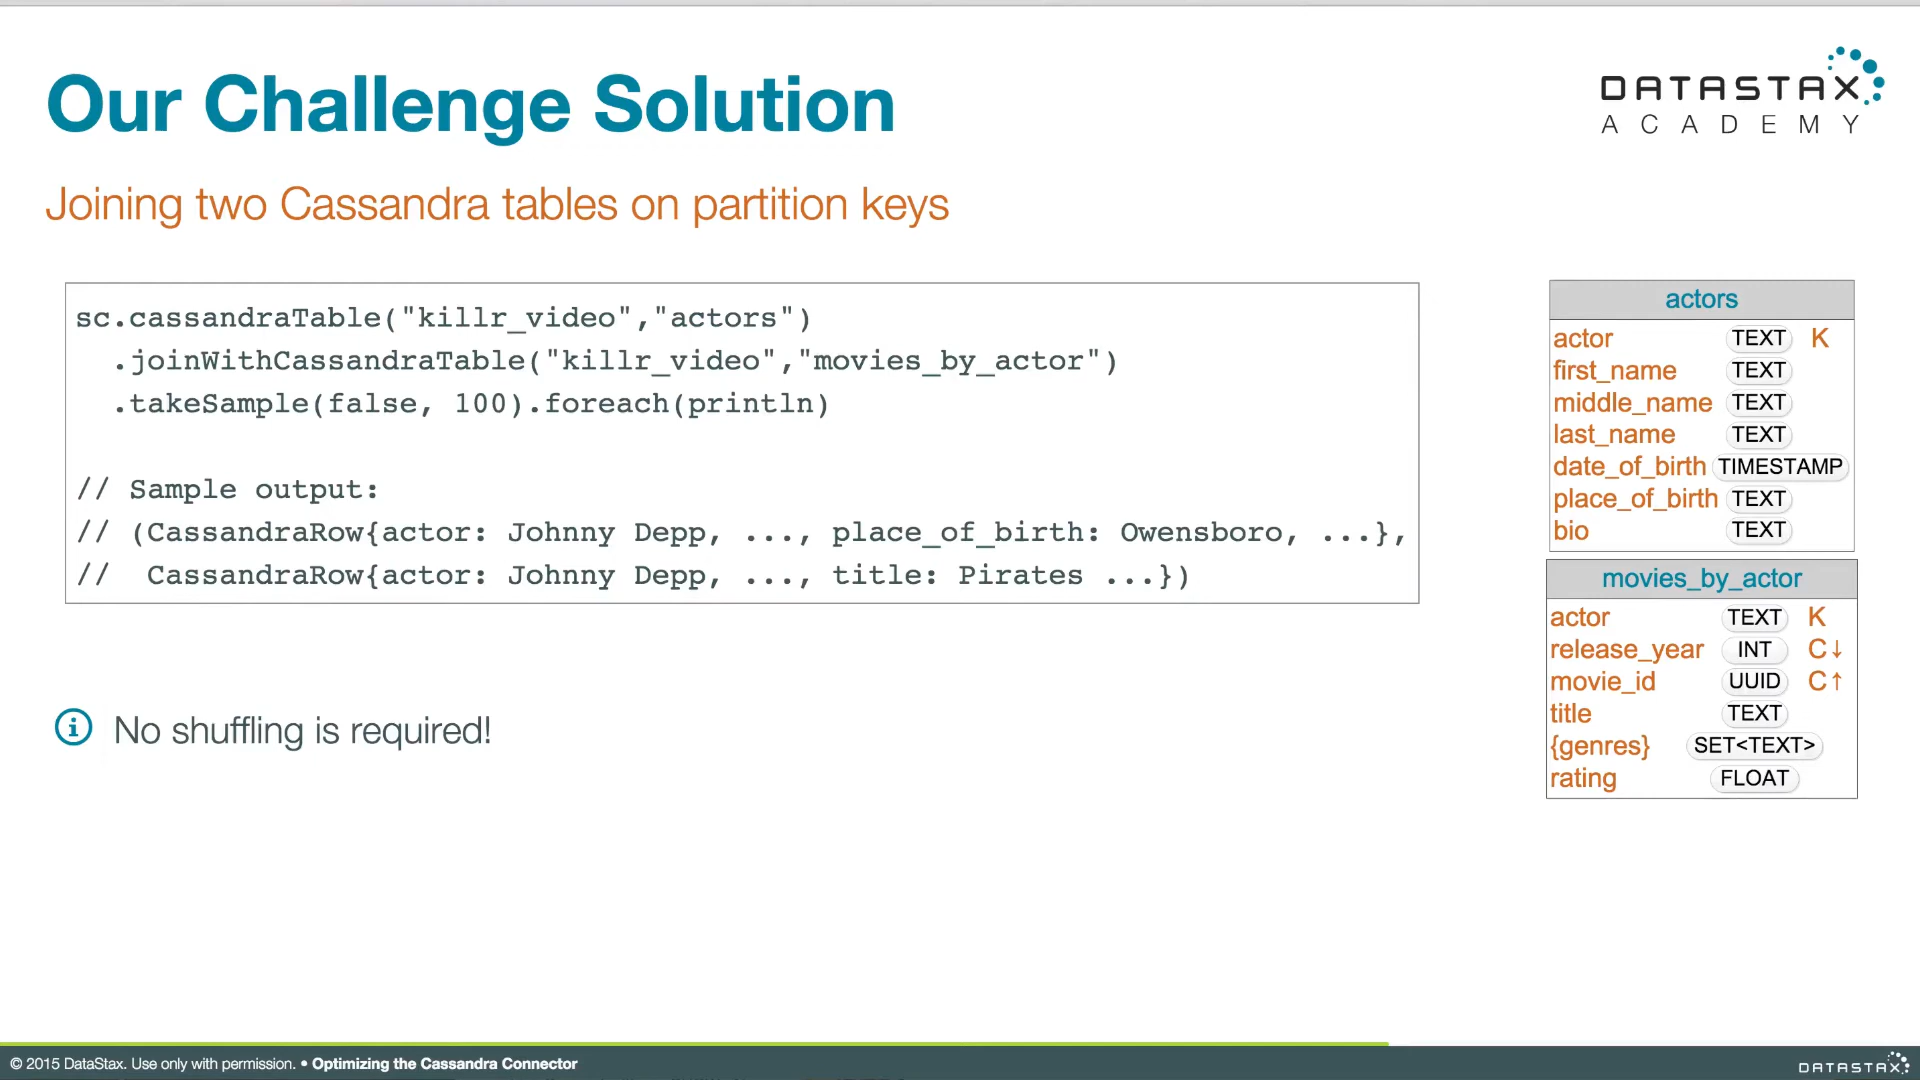 Our Challenge Solution
DATASTAX
ACADEMY
Joining two Cassandra tables on partition keys
sc.cassandraTable("killr_video","actors")
.joinWithCassandraTable("killr_video","movies_by_actor")
.takeSample(false, 100).foreach(println)
// Sample output:
// (CassandraRow{actor: Johnny Depp, ..., place_of_birth: Owensboro, ...},
// CassandraRow{actor: Johnny Depp, ..., title: Pirates ...})
actors
actor TEXT K
first_name TEXT
middle_name TEXT
last_name TEXT
date_of_birth TIMESTAMP
place_of_birth TEXT
bio TEXT
movies_by_actor
actor TEXT K
release_year INT C↓
movie_id UUID C↑
title TEXT
{genres} SET<TEXT>
rating FLOAT
No shuffling is required!
© 2015 DataStax. Use only with permission. • Optimizing the Cassandra Connector
DATASTAX